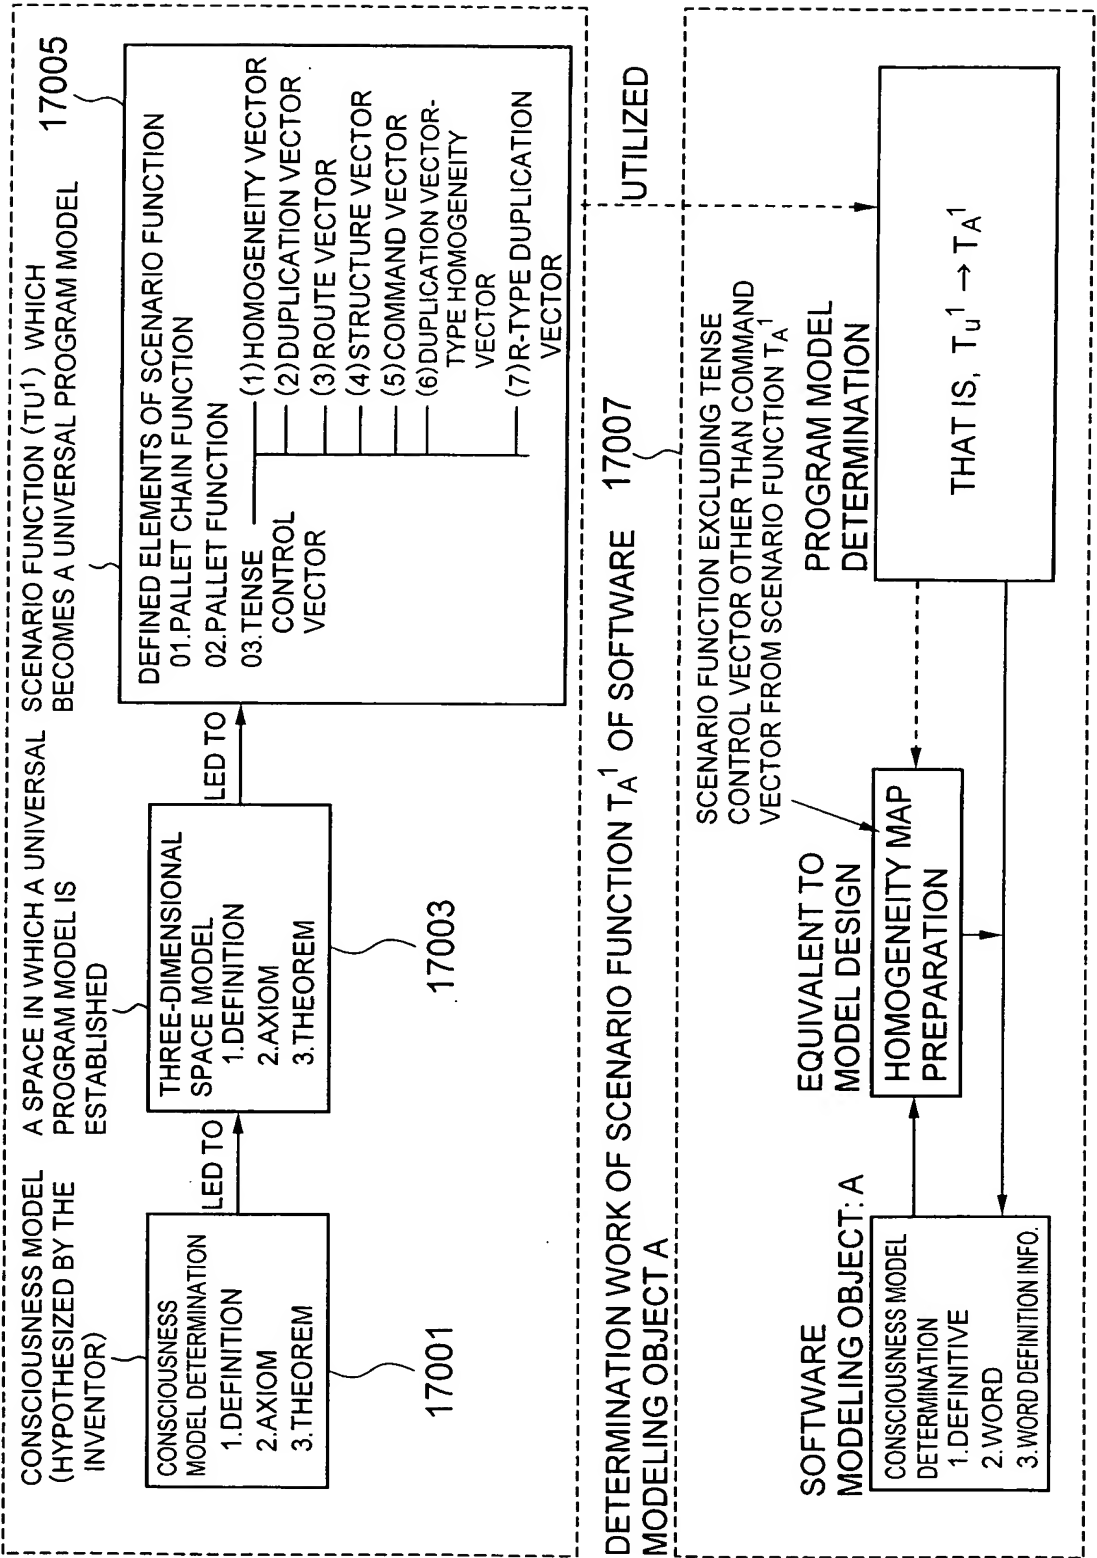 CONSCIOUSNESS MODEL
(HYPOTHESIZED BY THE
INVENTOR)
CONSCIOUSNESS
MODEL DETERMINATION
1.DEFINITION
2.AXIOM
3.THEOREM
17001
LED TO
A SPACE IN WHICH A UNIVERSAL
PROGRAM MODEL IS
ESTABLISHED
THREE-DIMENSIONAL
SPACE MODEL
1.DEFINITION
2.AXIOM
3.THEOREM
17003
LED TO
SCENARIO FUNCTION (TU¹) WHICH
BECOMES A UNIVERSAL PROGRAM MODEL
17005
DEFINED ELEMENTS OF SCENARIO FUNCTION
01.PALLET CHAIN FUNCTION
02.PALLET FUNCTION
03.TENSE
CONTROL
VECTOR
(1)HOMOGENEITY VECTOR
(2)DUPLICATION VECTOR
(3)ROUTE VECTOR
(4)STRUCTURE VECTOR
(5)COMMAND VECTOR
(6)DUPLICATION VECTOR-
TYPE HOMOGENEITY
VECTOR
(7)R-TYPE DUPLICATION
VECTOR
UTILIZED
DETERMINATION WORK OF SCENARIO FUNCTION TA¹ OF SOFTWARE
MODELING OBJECT A
17007
SOFTWARE
MODELING OBJECT: A
CONSCIOUSNESS MODEL
DETERMINATION
1.DEFINITIVE
2.WORD
3.WORD DEFINITION INFO.
EQUIVALENT TO
MODEL DESIGN
HOMOGENEITY MAP
PREPARATION
SCENARIO FUNCTION EXCLUDING TENSE
CONTROL VECTOR OTHER THAN COMMAND
VECTOR FROM SCENARIO FUNCTION TA¹
PROGRAM MODEL
DETERMINATION
THAT IS, Tu¹ → TA¹